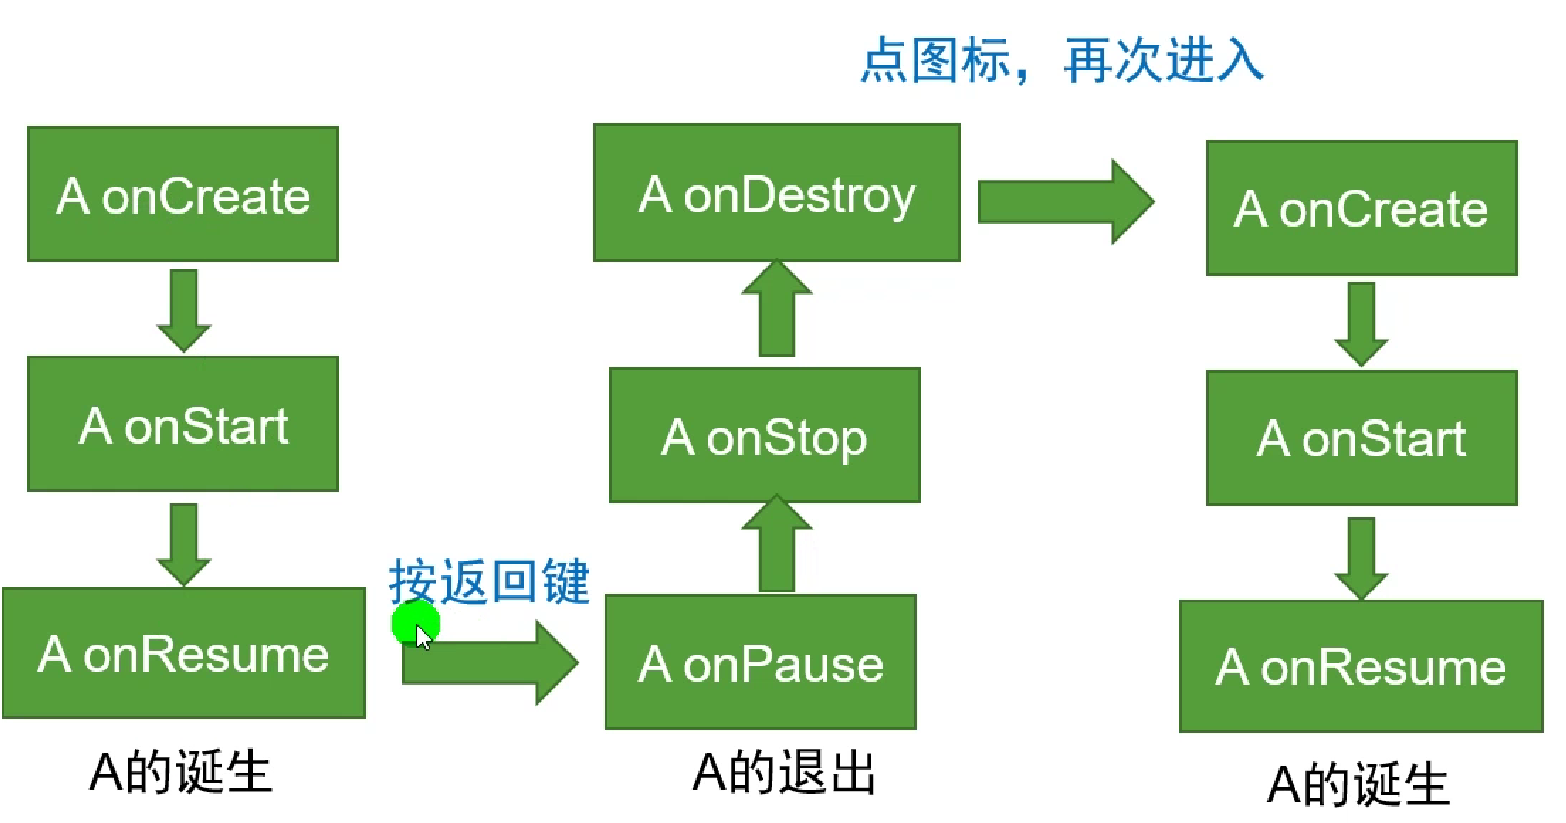 点图标，再次进入
A onCreate
A onStart
A onResume
A的诞生
按返回键
A onDestroy
A onStop
A onPause
A的退出
A onCreate
A onStart
A onResume
A的诞生